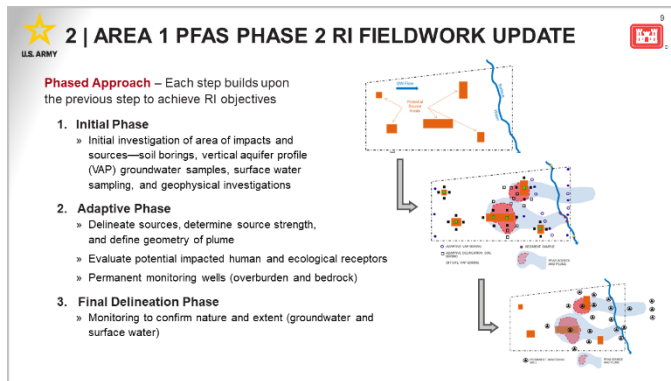 9
2 | AREA 1 PFAS PHASE 2 RI FIELDWORK UPDATE
U.S. ARMY
Phased Approach – Each step builds upon
the previous step to achieve RI objectives
1. Initial Phase
» Initial investigation of area of impacts and
sources—soil borings, vertical aquifer profile
(VAP) groundwater samples, surface water
sampling, and geophysical investigations
2. Adaptive Phase
» Delineate sources, determine source strength,
and define geometry of plume
» Evaluate potential impacted human and ecological receptors
» Permanent monitoring wells (overburden and bedrock)
3. Final Delineation Phase
» Monitoring to confirm nature and extent (groundwater and
surface water)
GW Flow
Potential
Source
Areas